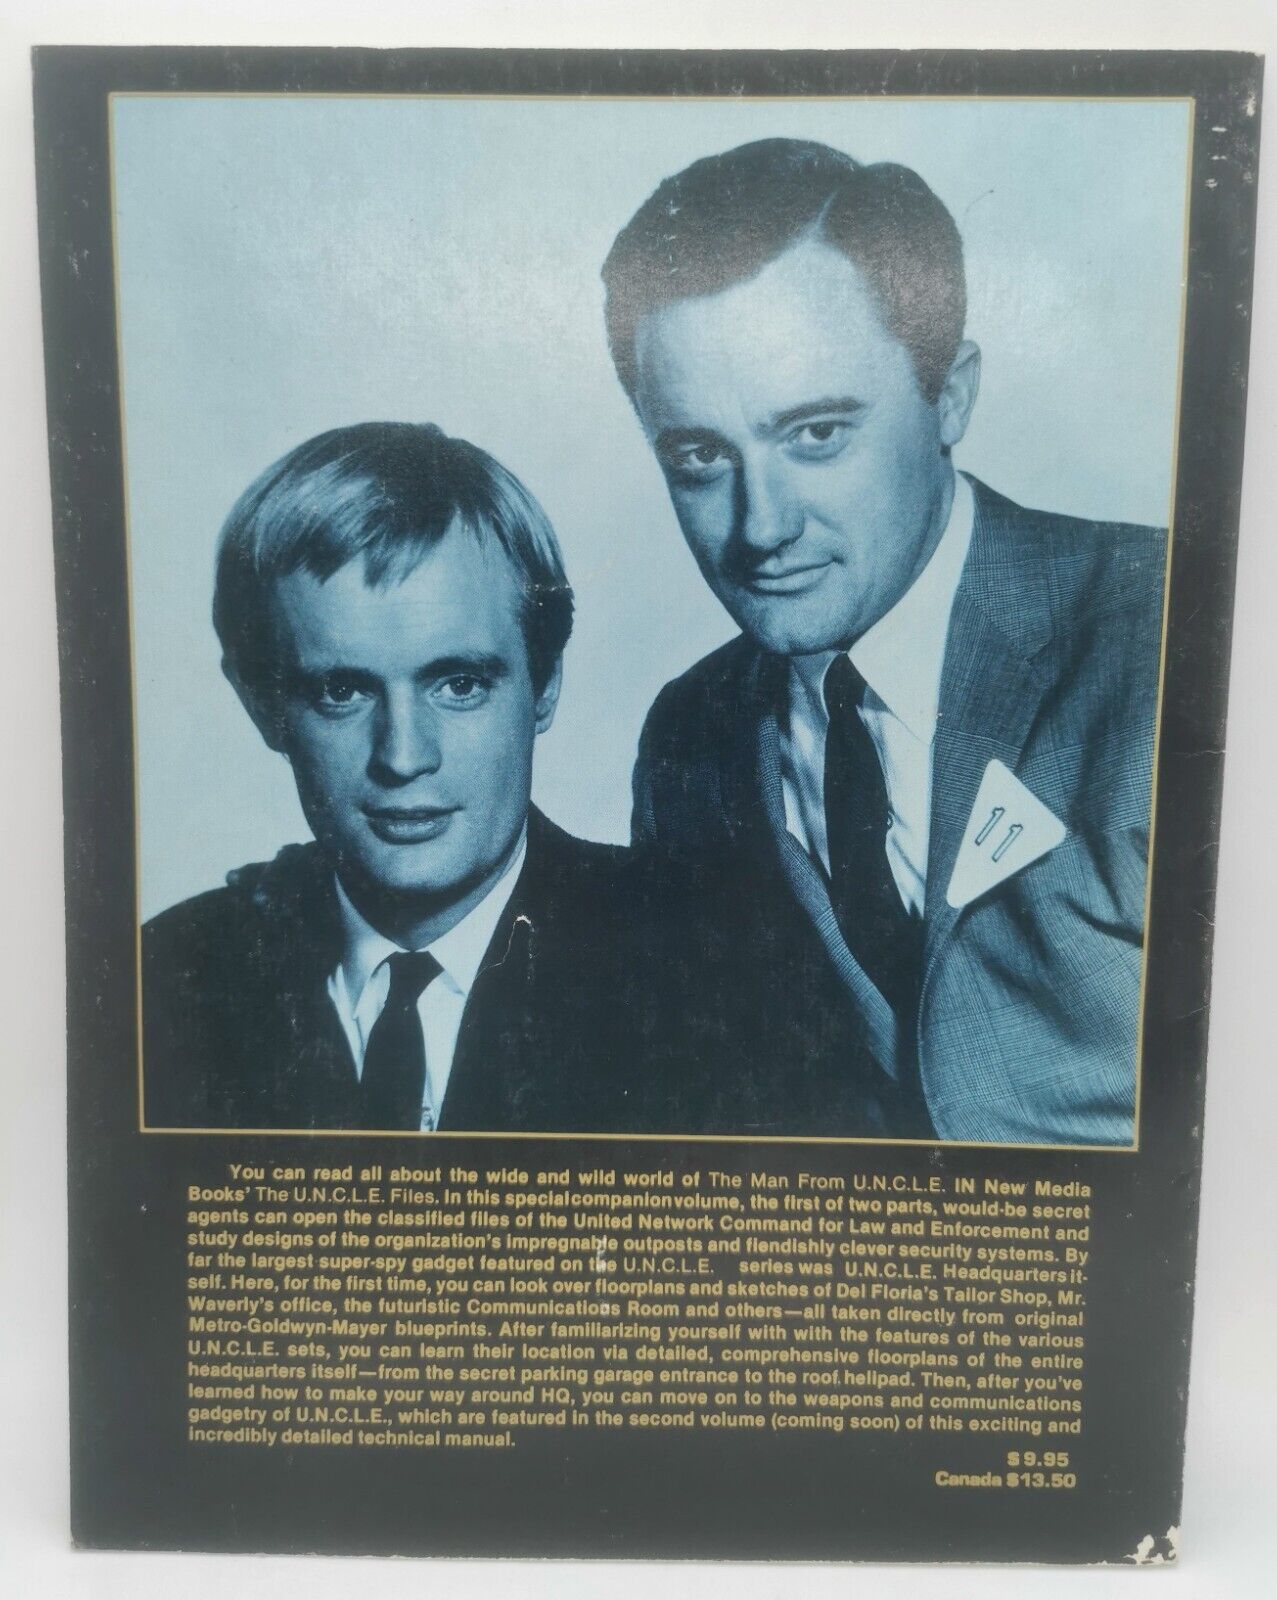 11
You can read all about the wide and wild world of The Man From U.N.C.L.E. IN New Media
Books' The U.N.C.L.E. Files. In this special companion volume, the first of two parts, would-be secret
agents can open the classified files of the United Network Command for Law and Enforcement and
study designs of the organization's impregnable outposts and fiendishly clever security systems. By
far the largest super-spy gadget featured on the U.N.C.L.E. series was U.N.C.L.E. Headquarters it-
self. Here, for the first time, you can look over floorplans and sketches of Del Floria's Tailor Shop, Mr.
Waverly's office, the futuristic Communications Room and others—all taken directly from original
Metro-Goldwyn-Mayer blueprints. After familiarizing yourself with with the features of the various
U.N.C.L.E. sets, you can learn their location via detailed, comprehensive floorplans of the entire
headquarters itself—from the secret parking garage entrance to the roof helipad. Then, after you've
learned how to make your way around HQ, you can move on to the weapons and communications
gadgetry of U.N.C.L.E., which are featured in the second volume (coming soon) of this exciting and
incredibly detailed technical manual.
$9.95
Canada $13.50